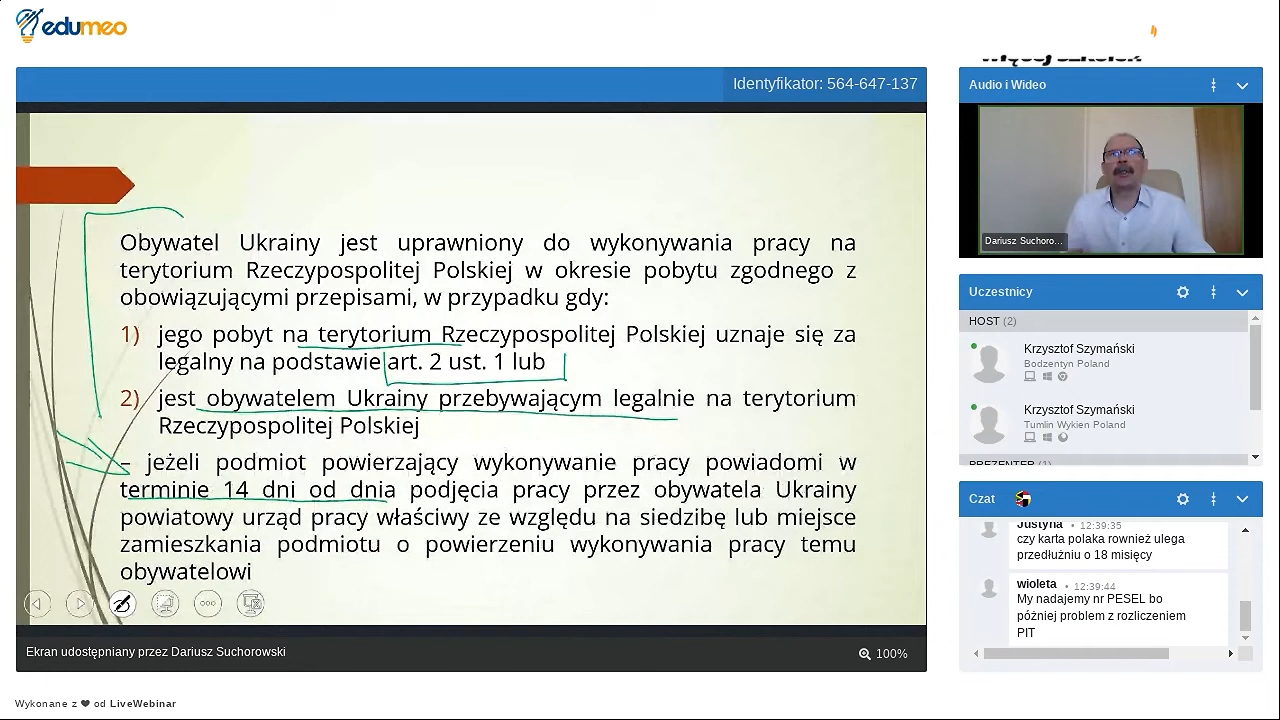 edumeo
więcej szkoleń
Identyfikator: 564-647-137
Obywatel Ukrainy jest uprawniony do wykonywania pracy na
terytorium Rzeczypospolitej Polskiej w okresie pobytu zgodnego z
obowiązującymi przepisami, w przypadku gdy:
1) jego pobyt na terytorium Rzeczypospolitej Polskiej uznaje się za
legalny na podstawie art. 2 ust. 1 lub
2) jest obywatelem Ukrainy przebywającym legalnie na terytorium
Rzeczypospolitej Polskiej
– jeżeli podmiot powierzający wykonywanie pracy powiadomi w
terminie 14 dni od dnia podjęcia pracy przez obywatela Ukrainy
powiatowy urząd pracy właściwy ze względu na siedzibę lub miejsce
zamieszkania podmiotu o powierzeniu wykonywania pracy temu
obywatelowi
Ekran udostępniany przez Dariusz Suchorowski
100%
Audio i Wideo
Dariusz Suchoro...
Uczestnicy
HOST (2)
Krzysztof Szymański
Bodzentyn Poland
Krzysztof Szymański
Tumlin Wykien Poland
PREZENTER (1)
Czat
Justyna • 12:39:35
czy karta polaka rownież ulega
przedłużniu o 18 misięcy
wioleta • 12:39:44
My nadajemy nr PESEL bo
później problem z rozliczeniem
PIT
Wykonane z ❤ od LiveWebinar